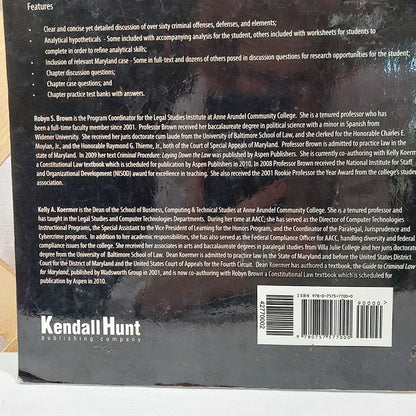 Features
• Clear and concise yet detailed discussion of over sixty criminal offenses, defenses, and elements;
• Analytical hypotheticals - Some included with accompanying analysis for the student, others included with worksheets for students to
complete in order to refine analytical skills;
• Inclusion of relevant Maryland case - Some in full-text and dozens of others posed in discussion questions for research opportunities for the student;
• Chapter discussion questions;
• Chapter case questions; and
• Chapter practice test banks with answers.
Robyn S. Brown is the Program Coordinator for the Legal Studies Institute at Anne Arundel Community College. She is a tenured professor who has
been a full-time faculty member since 2001. Professor Brown received her baccalaureate degree in political science with a minor in Spanish from
Widener University. She received her juris doctorate cum laude from the University of Baltimore School of Law, and she clerked for the Honorable Charles E.
Moylan, Jr., and the Honorable Raymond G. Thieme, Jr., both of the Court of Special Appeals of Maryland. Professor Brown is admitted to practice law in the
state of Maryland. In 2009 her text Criminal Procedure: Laying Down the Law was published by Aspen Publishers. She is currently co-authoring with Kelly Koermer
a Constitutional Law textbook which is scheduled for publication by Aspen Publishers in 2010. In 2008 Professor Brown received the National Institute for Staff
and Organizational Development (NISOD) award for excellence in teaching. She also received the 2001 Rookie Professor the Year Award from the college's student
association.
Kelly A. Koermer is the Dean of the School of Business, Computing & Technical Studies at Anne Arundel Community College. She is a tenured professor and
has taught in the Legal Studies and Computer Technologies Departments. During her time at AACC, she has served as the Director of Computer Technologies
Instructional Programs, the Special Assistant to the Vice President of Learning for the Honors Program, and the Coordinator of the Paralegal, Jurisprudence and
Cybercrime programs. In addition to her academic responsibilities, she has also served as the Federal Compliance Officer for AACC, handling diversity and federal
compliance issues for the college. She received her associates in arts and baccalaureate degrees in paralegal studies from Villa Julie College and her juris doctorate
degree from the University of Baltimore School of Law. Dean Koermer is admitted to practice law in the state of Maryland and before the United States District
Court for the District of Maryland and the United States Court of Appeals for the Fourth Circuit. Dean Koermer has authored a textbook, the Guide to Criminal Law
for Maryland, published by Wadsworth Group in 2001, and is now co-authoring with Robyn Brown a Constitutional Law textbook which is scheduled for
publication by Aspen in 2010.
Kendall Hunt
publishing company
42770002
ISBN 978-0-7575-7700-0
90000
9 780757 577000